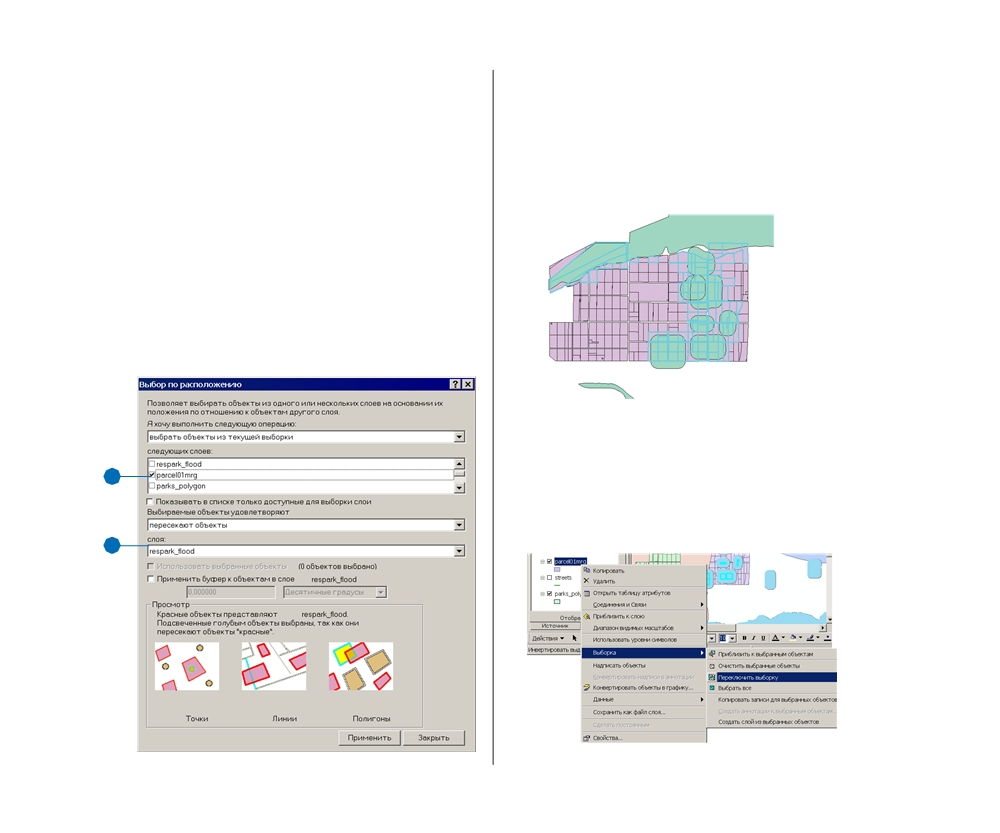 Выбор по расположению
Позволяет выбирать объекты из одного или нескольких слоев на основании их
положения по отношению к объектам другого слоя.
Я хочу выполнить следующую операцию:
выбрать объекты из текущей выборки
следующих слоев:
respark_flood
parcel01mrg
parks_polygon
Показывать в списке только доступные для выборки слои
Выбираемые объекты удовлетворяют
пересекают объекты
слоя:
respark_flood
Использовать выбранные объекты (0 объектов выбрано)
Применить буфер к объектам в слое respark_flood
0.000000 Десятичные градусы
Просмотр
Красные объекты представляют respark_flood.
Подсвеченные голубым объекты выбраны, так как они
пересекают объекты "красные".
Точки Линии Полигоны
Применить Закрыть
parcel01mrg
streets
parks_pol
Отобра
Источник
Действия
Инвертировать выд
Копировать
Удалить
Открыть таблицу атрибутов
Соединения и Связи
Приблизить к слою
Диапазон видимых масштабов
Использовать уровни символов
Выборка
Надписать объекты
Конвертировать надписи в аннотации
Конвертировать объекты в графику...
Данные
Сохранить как файл слоя...
Сделать постоянным
Свойства...
Приблизить к выбранным объектам
Очистить выбранные объекты
Переключить выборку
Выбрать все
Копировать записи для выбранных объектов
Создать аннотации к выбранным объектам...
Создать слой из выбранных объектов